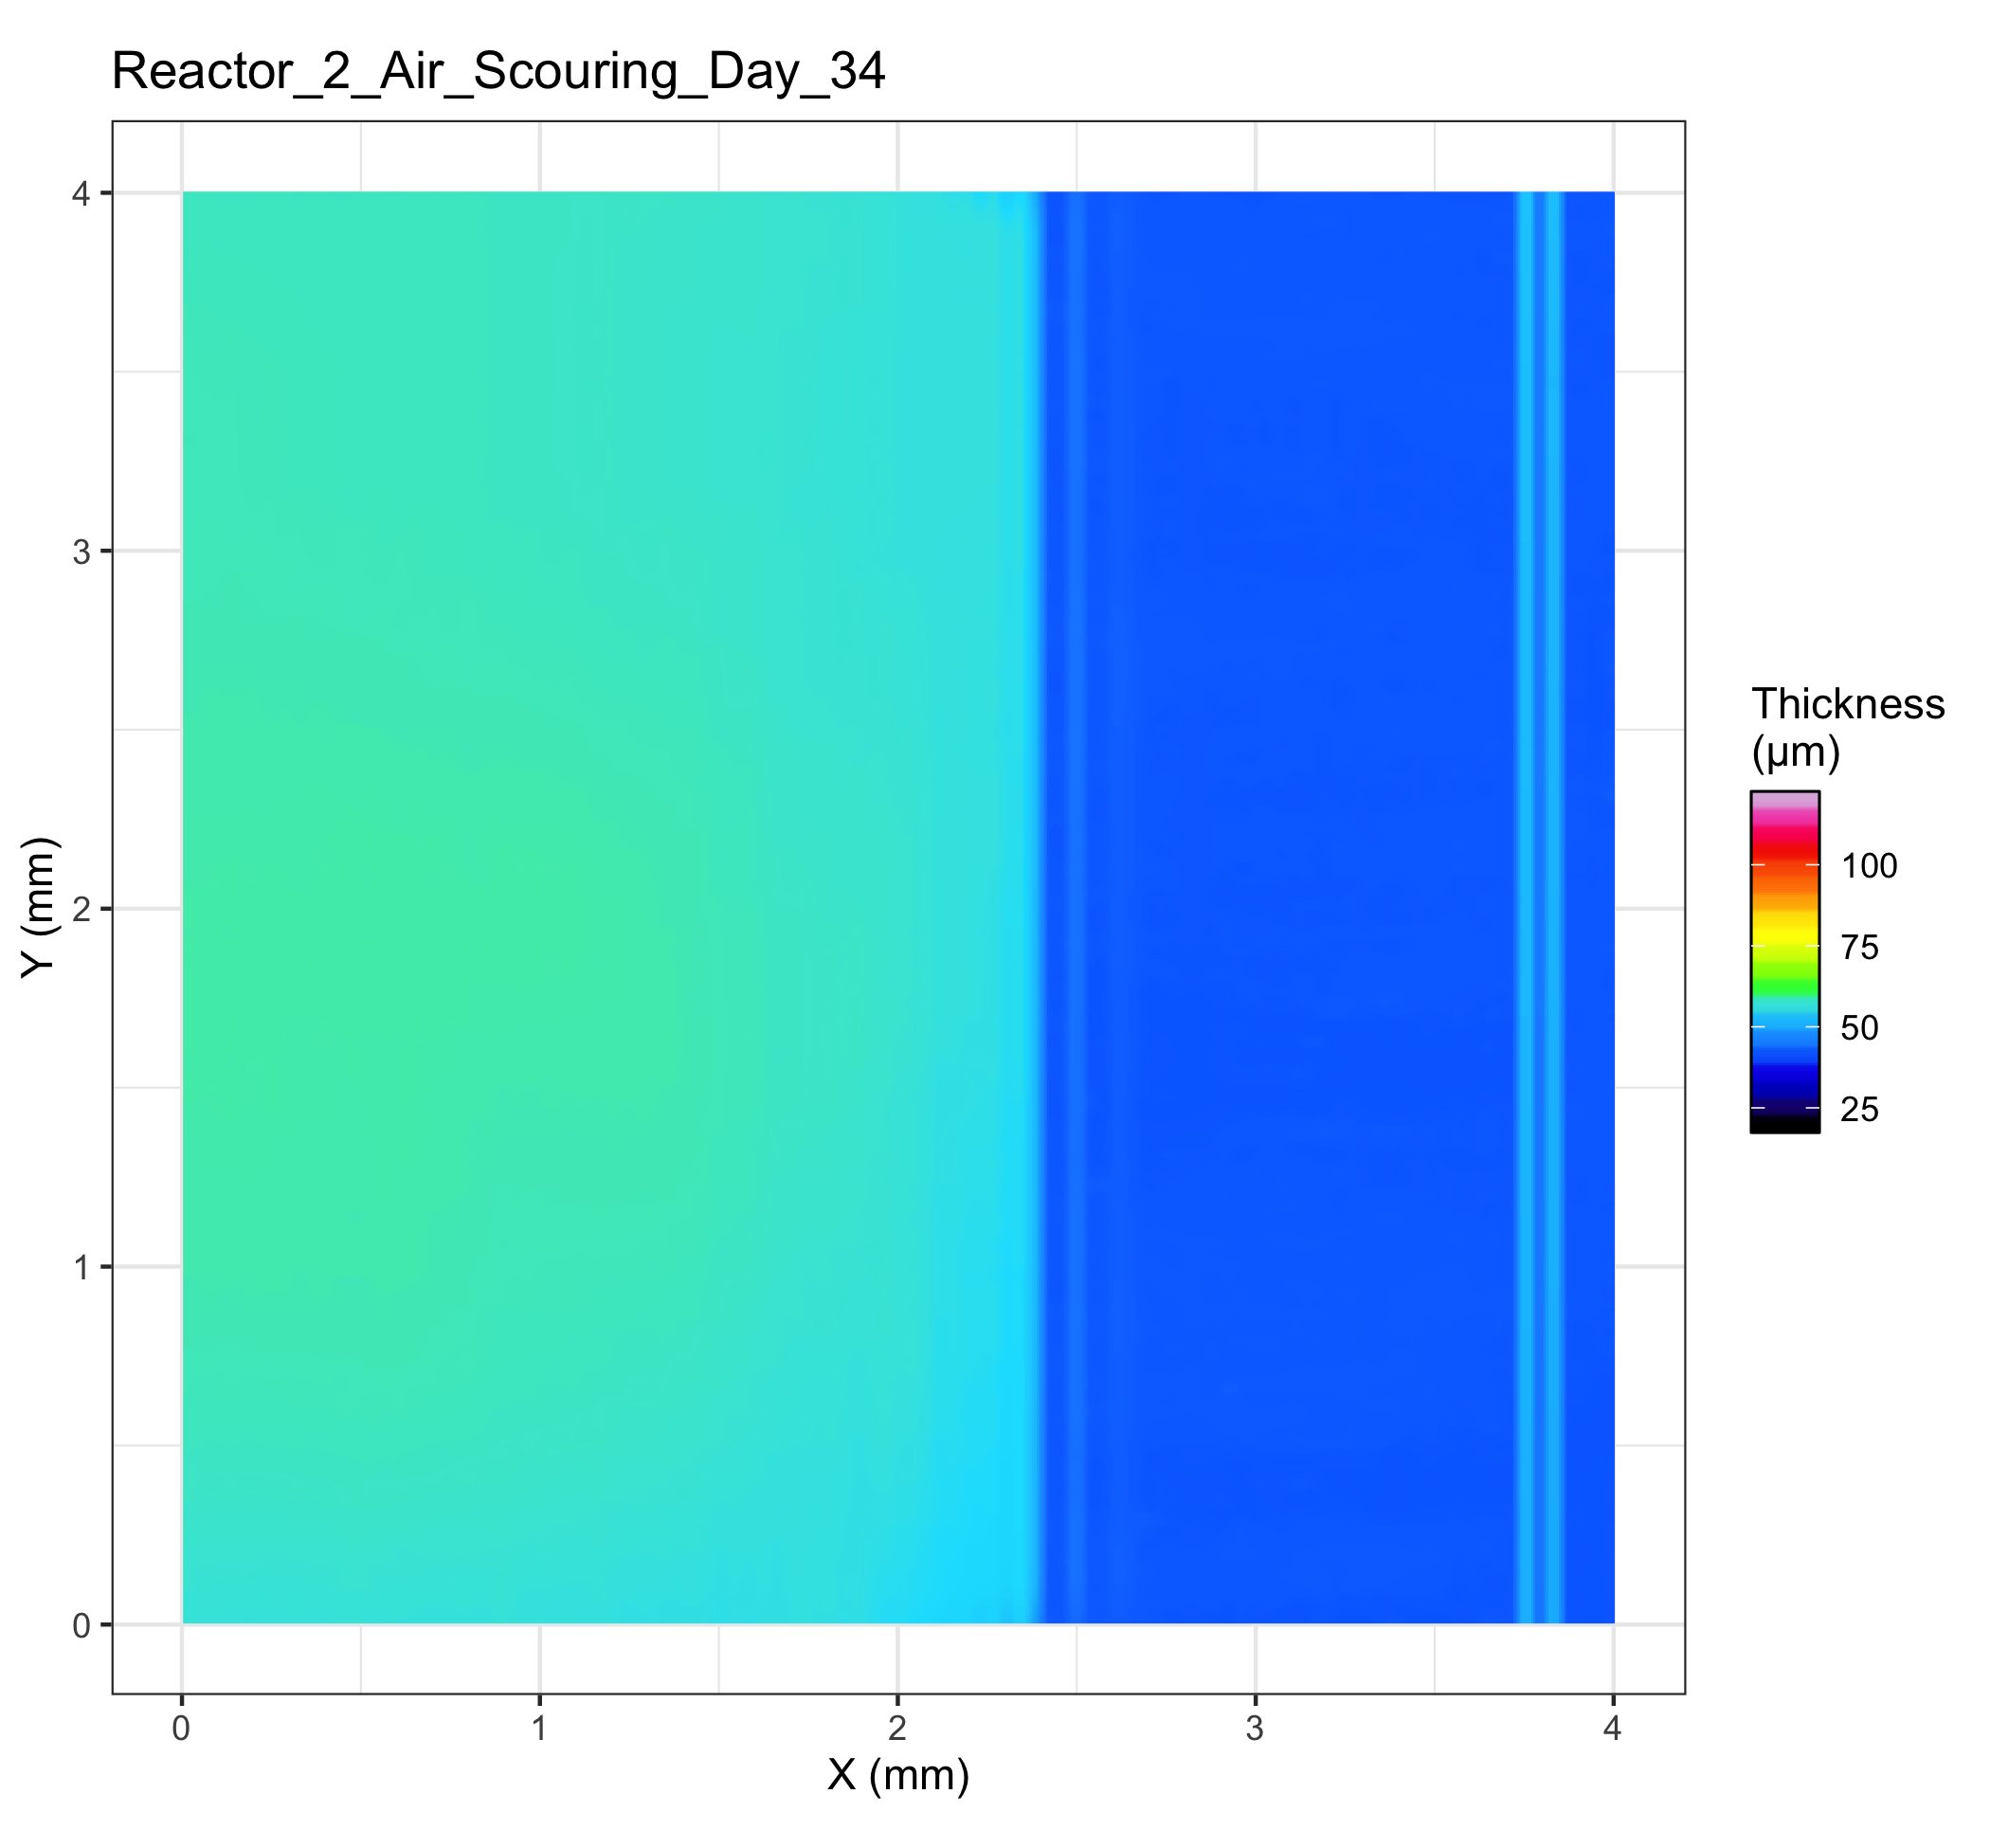 Reactor_2_Air_Scouring_Day_34
4
3
2
1
0
Y (mm)
0 1 2 3 4
X (mm)
Thickness
(µm)
100
75
50
25